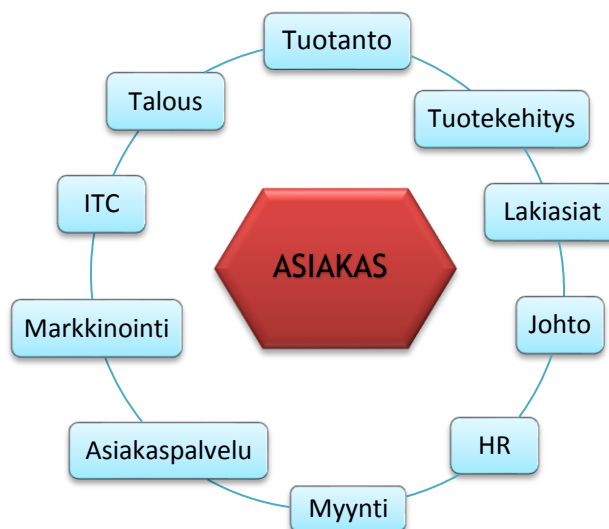 Tuotanto
Talous
Tuotekehitys
ITC
Lakiasiat
ASIAKAS
Markkinointi
Johto
Asiakaspalvelu
HR
Myynti